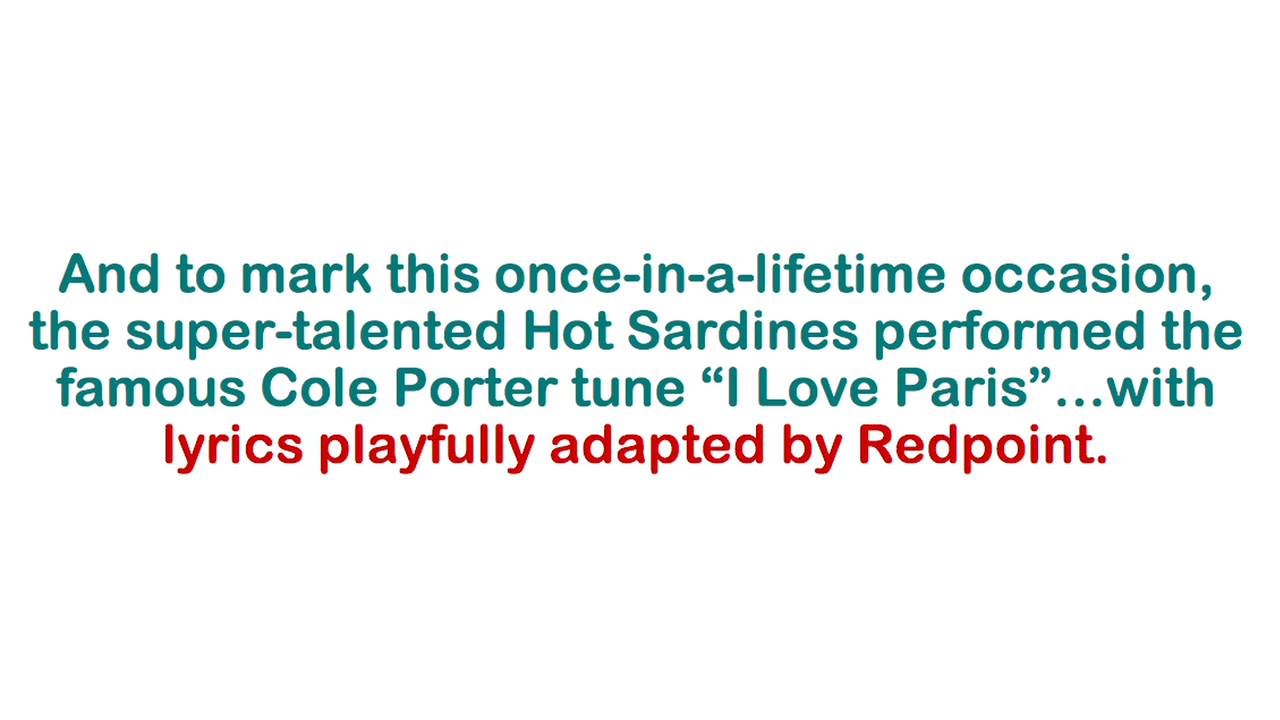 And to mark this once-in-a-lifetime occasion,
the super-talented Hot Sardines performed the
famous Cole Porter tune “I Love Paris”...with
lyrics playfully adapted by Redpoint.